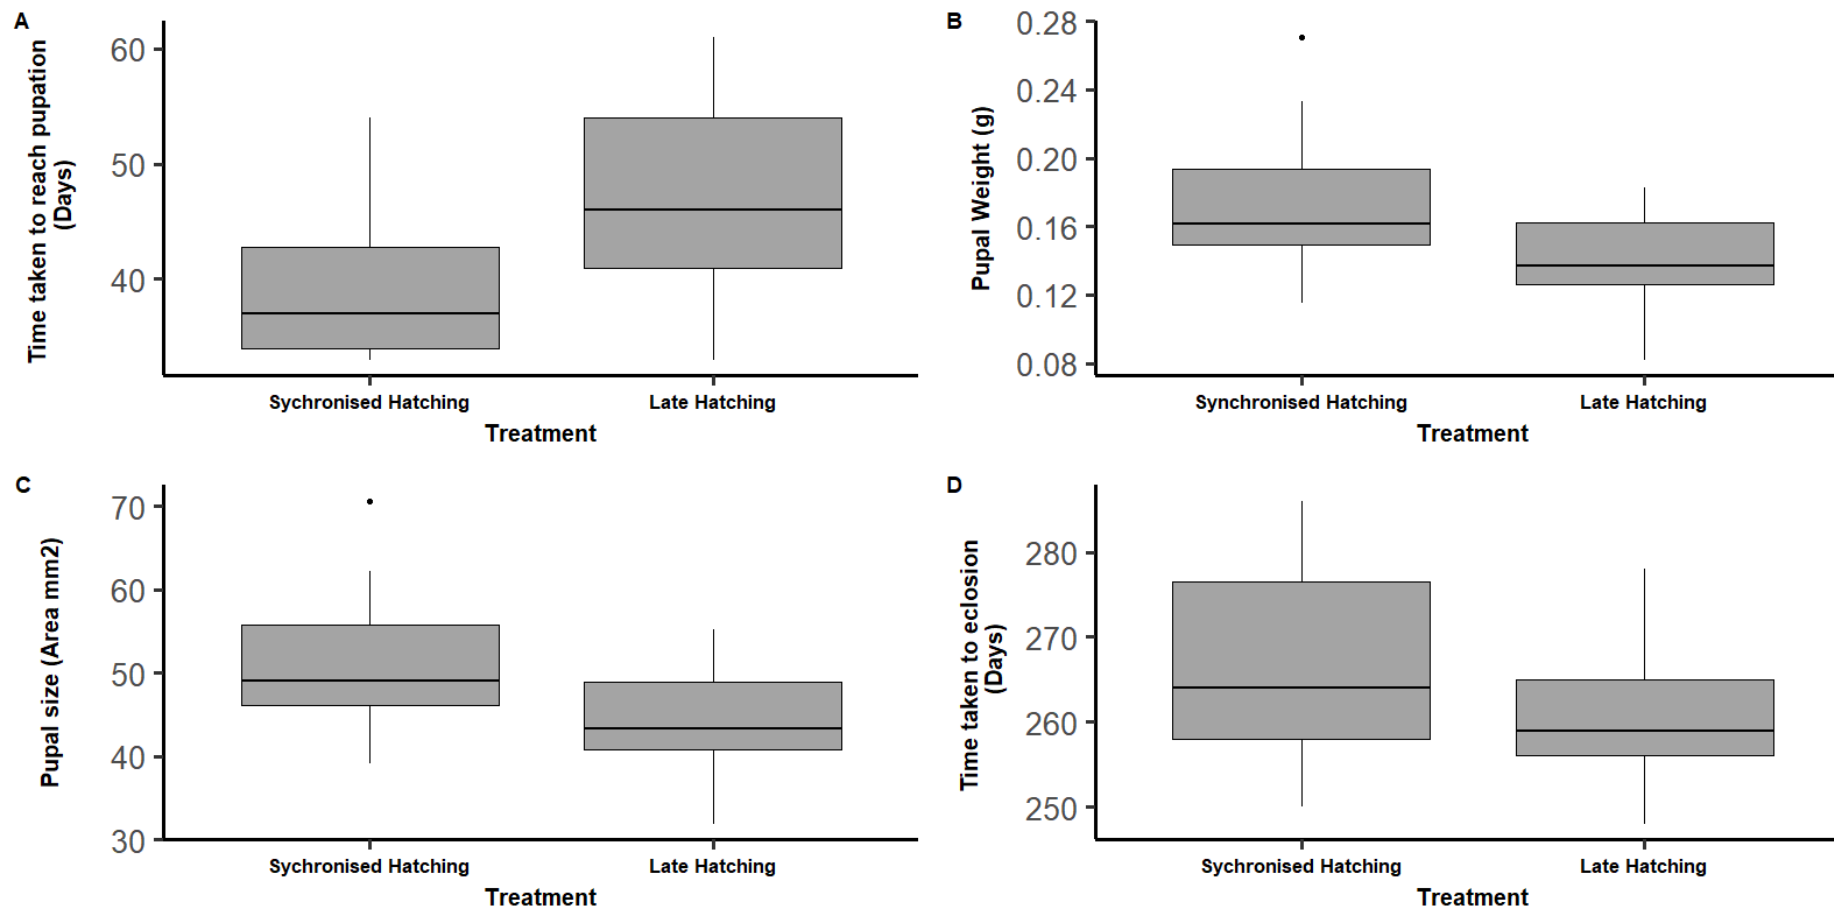 A
Time taken to reach pupation
(Days)
60
50
40
Sychronised Hatching
Late Hatching
Treatment
B
Pupal Weight (g)
0.28
0.24
0.20
0.16
0.12
0.08
Synchronised Hatching
Late Hatching
Treatment
C
Pupal size (Area mm2)
70
60
50
40
30
Sychronised Hatching
Late Hatching
Treatment
D
Time taken to eclosion
(Days)
280
270
260
250
Sychronised Hatching
Late Hatching
Treatment